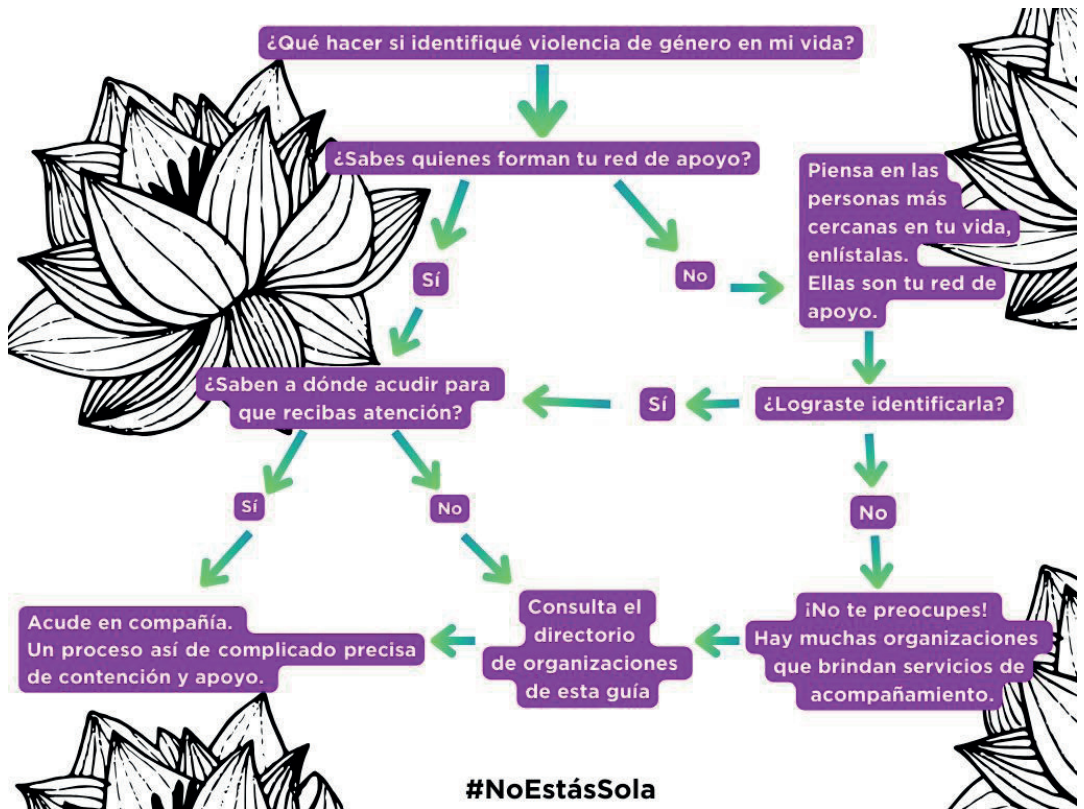 ¿Qué hacer si identifiqué violencia de género en mi vida?
¿Sabes quienes forman tu red de apoyo?
Piensa en las
personas más
cercanas en tu vida,
enlístalas.
Ellas son tu red de
apoyo.
Sí
No
¿Saben a dónde acudir para
que recibas atención?
Sí
¿Lograste identificarla?
Sí
No
No
Acude en compañía.
Un proceso así de complicado precisa
de contención y apoyo.
Consulta el
directorio
de organizaciones
de esta guía
¡No te preocupes!
Hay muchas organizaciones
que brindan servicios de
acompañamiento.
#NoEstásSola